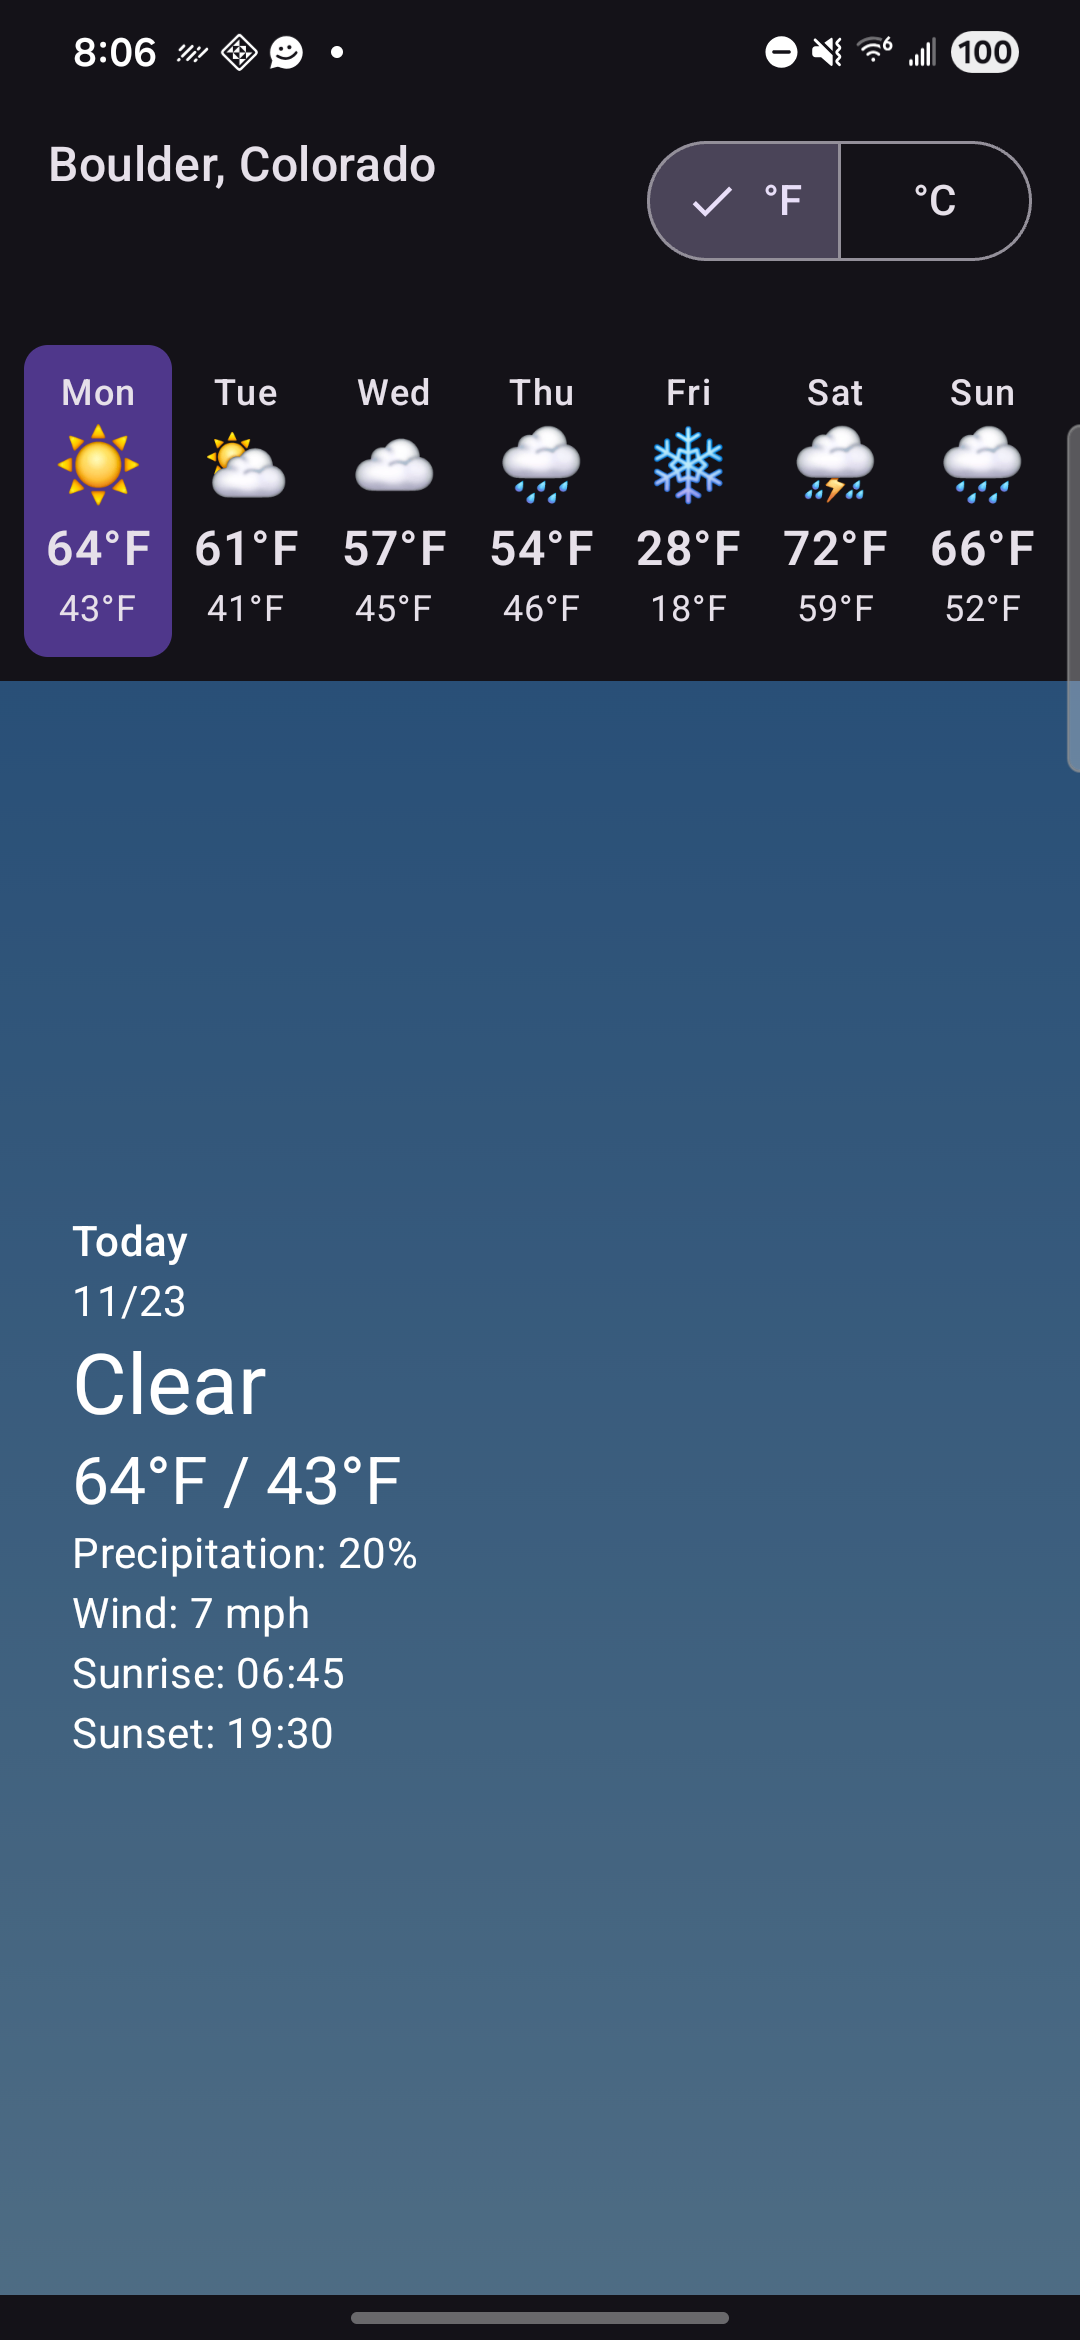 8:06
6
100
Boulder, Colorado
°F
°C
Mon Tue Wed Thu Fri Sat Sun
64°F 61°F 57°F 54°F 28°F 72°F 66°F
43°F 41°F 45°F 46°F 18°F 59°F 52°F
Today
11/23
Clear
64°F / 43°F
Precipitation: 20%
Wind: 7 mph
Sunrise: 06:45
Sunset: 19:30